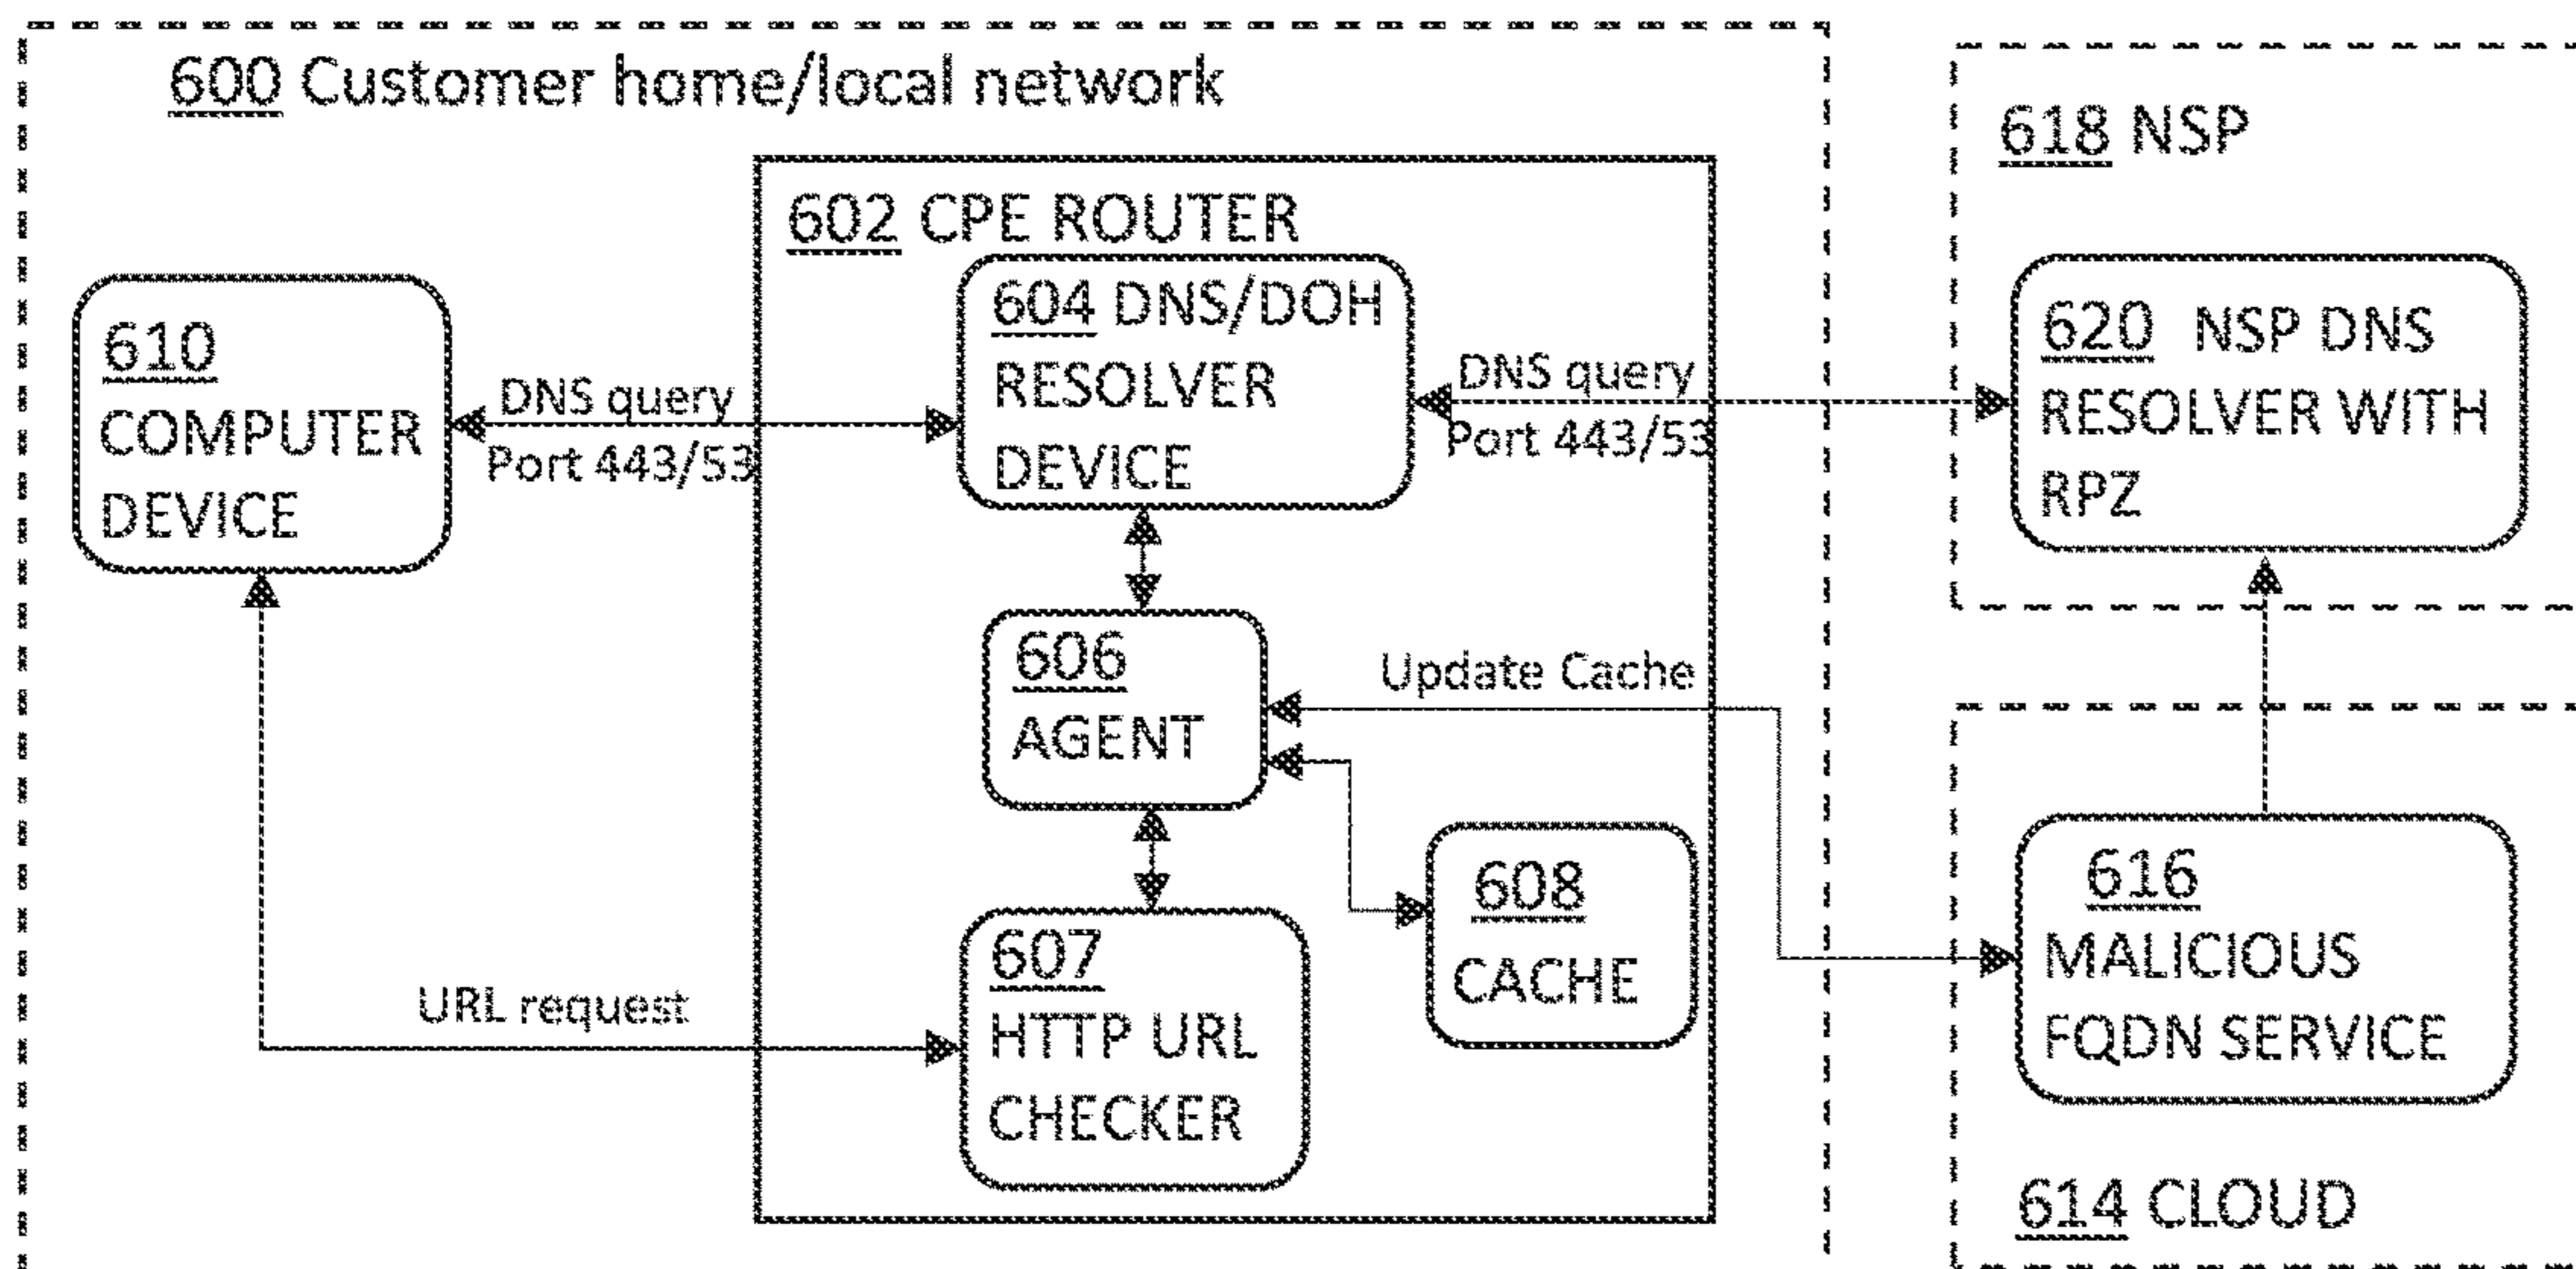 600 Customer home/local network
618 NSP
602 CPE ROUTER
610
COMPUTER
DEVICE
DNS query
Port 443/53
604 DNS/DOH
RESOLVER
DEVICE
DNS query
Port 443/53
620 NSP DNS
RESOLVER WITH
RPZ
606
AGENT
Update Cache
608
CACHE
607
HTTP URL
CHECKER
URL request
616
MALICIOUS
FQDN SERVICE
614 CLOUD